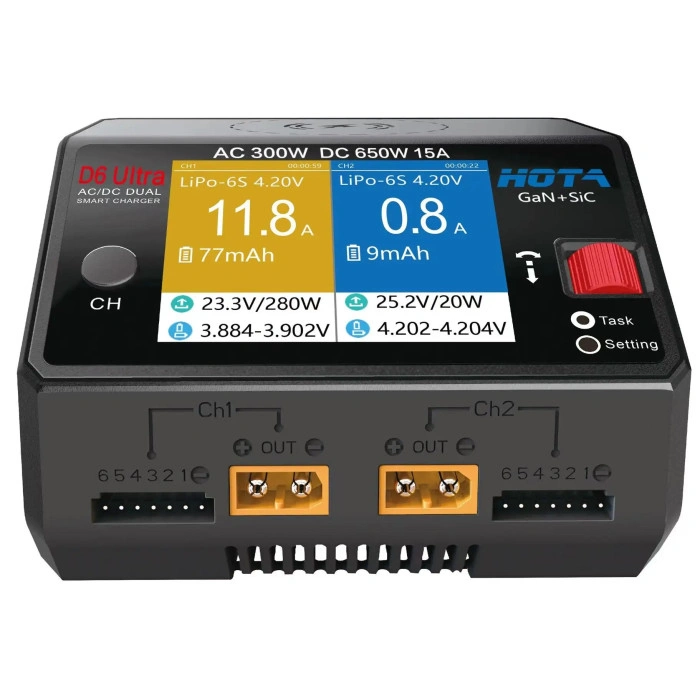 AC 300W DC 650W 15A
D6 Ultra
AC/DC DUAL
SMART CHARGER
CH1 00:00:59
LiPo-6S 4.20V
11.8A
77mAh
23.3V/280W
3.884-3.902V
CH2 00:00:22
LiPo-6S 4.20V
0.8A
9mAh
25.2V/20W
4.202-4.204V
HOTA
GaN+SiC
CH
Task
Setting
Ch1
+ OUT -
654321-
Ch2
+ OUT -
654321-